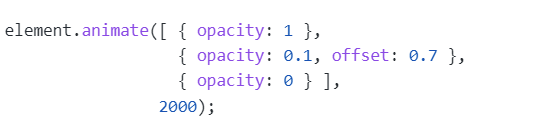 element.animate([ { opacity: 1 },
                  { opacity: 0.1, offset: 0.7 },
                  { opacity: 0 } ],
                2000);